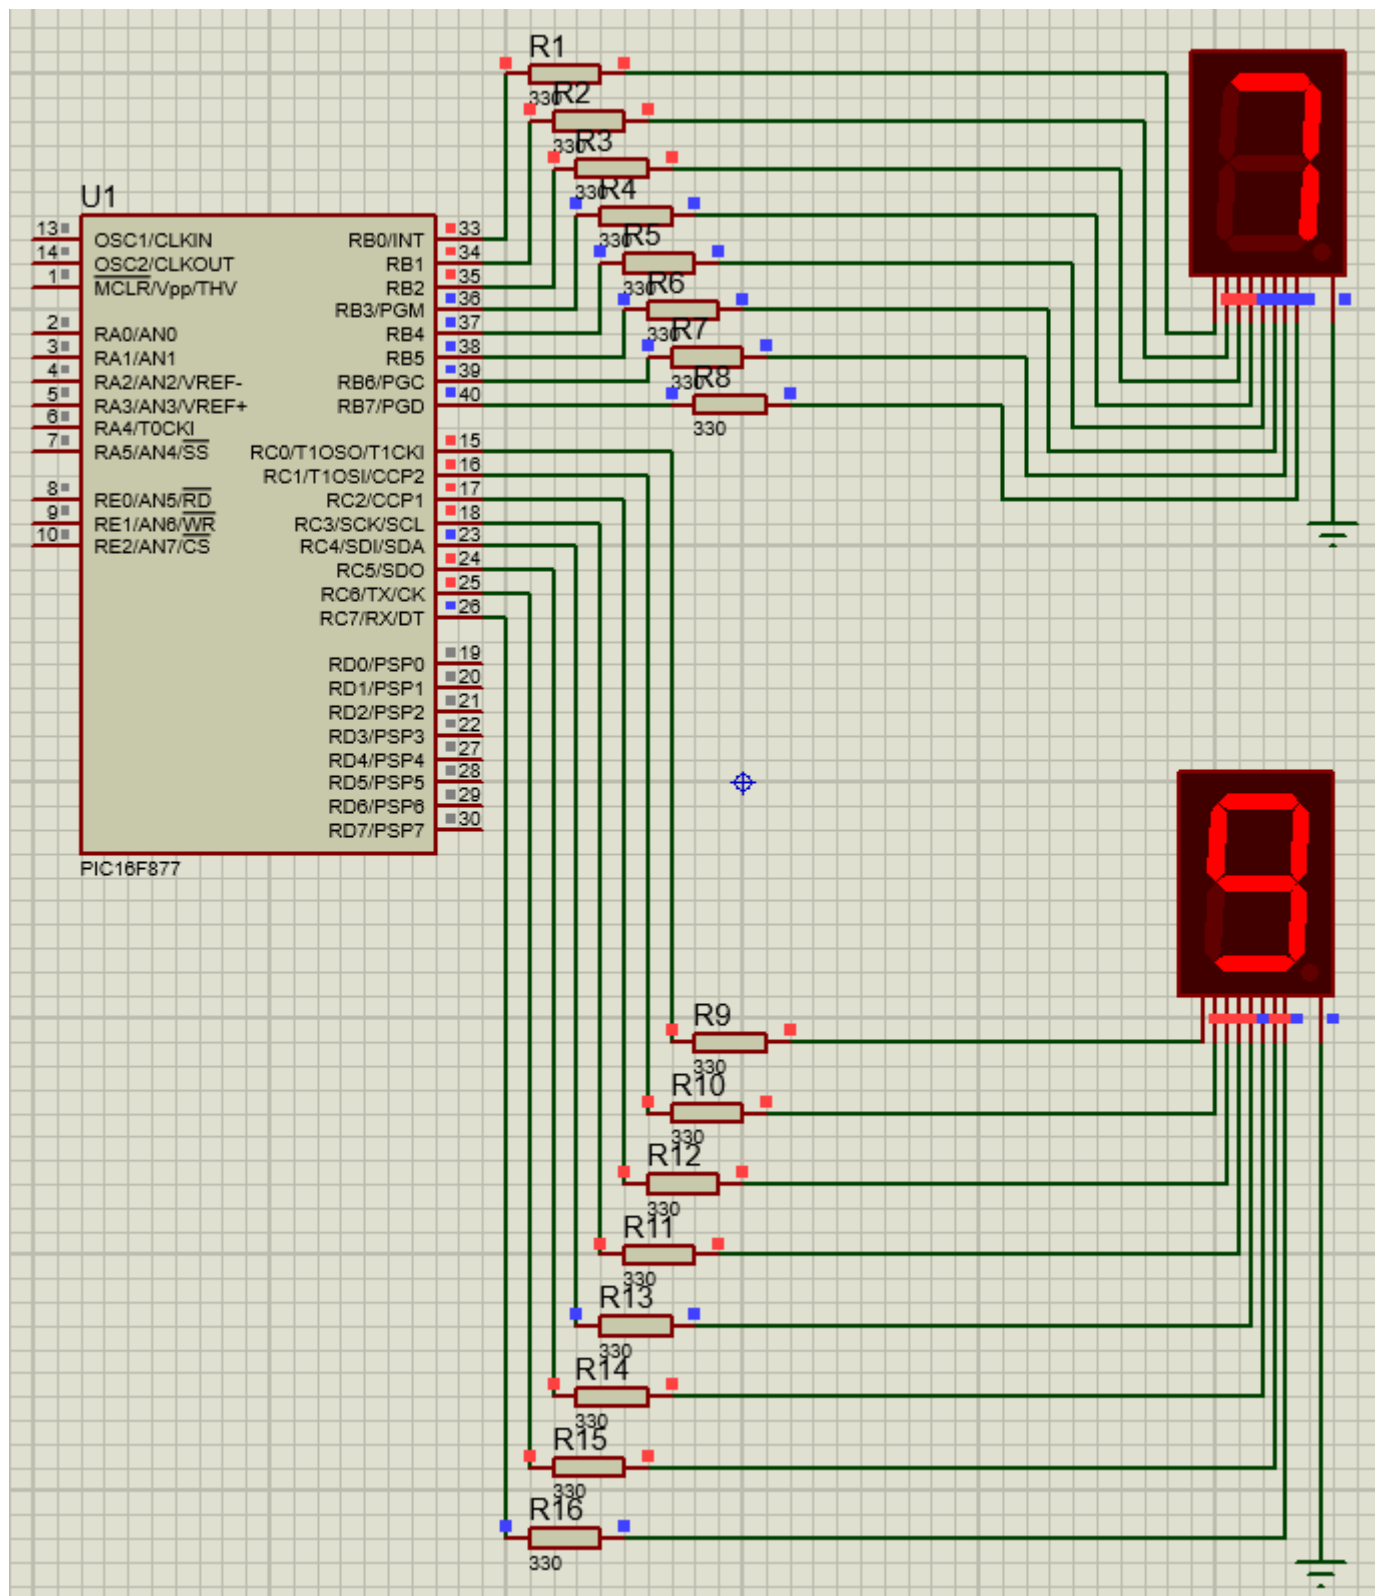 R1
330
R2
330
R3
330
R4
330
R5
330
R6
330
R7
330
R8
330
U1
13 OSC1/CLKIN
14 OSC2/CLKOUT
1 MCLR/Vpp/THV
2 RA0/AN0
3 RA1/AN1
4 RA2/AN2/VREF-
5 RA3/AN3/VREF+
6 RA4/T0CKI
7 RA5/AN4/SS
8 RE0/AN5/RD
9 RE1/AN6/WR
10 RE2/AN7/CS
RB0/INT 33
RB1 34
RB2 35
RB3/PGM 36
RB4 37
RB5 38
RB6/PGC 39
RB7/PGD 40
RC0/T1OSO/T1CKI 15
RC1/T1OSI/CCP2 16
RC2/CCP1 17
RC3/SCK/SCL 18
RC4/SDI/SDA 23
RC5/SDO 24
RC6/TX/CK 25
RC7/RX/DT 26
RD0/PSP0 19
RD1/PSP1 20
RD2/PSP2 21
RD3/PSP3 22
RD4/PSP4 27
RD5/PSP5 28
RD6/PSP6 29
RD7/PSP7 30
PIC16F877
7
9
R9
330
R10
330
R12
330
R11
330
R13
330
R14
330
R15
330
R16
330